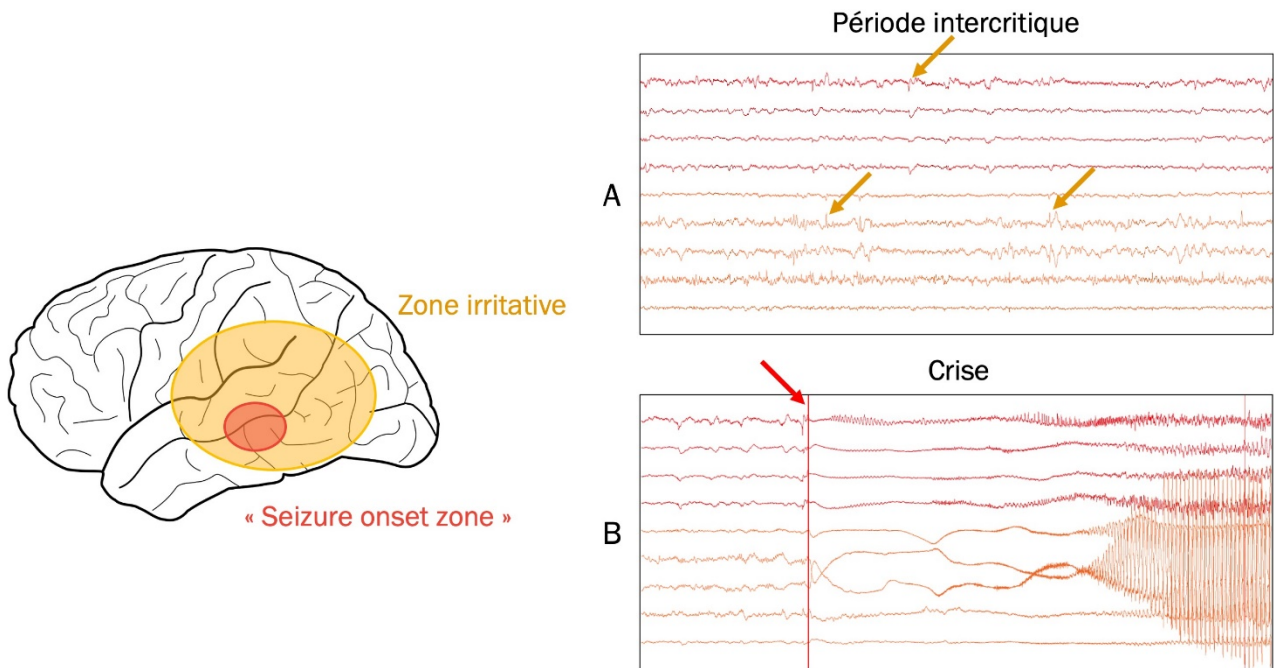 Période intercritique
A
Zone irritative
Crise
« Seizure onset zone »
B